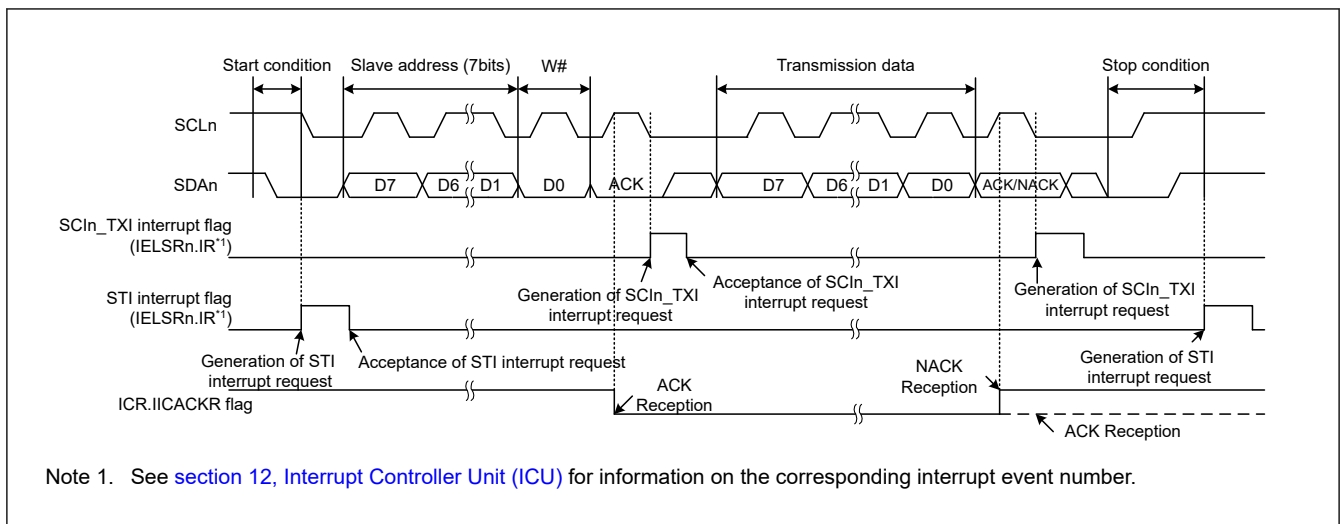 Start condition Slave address (7bits) W# Transmission data Stop condition
SCLn
SDAn D7 D6 D1 D0 ACK D7 D6 D1 D0 ACK/NACK
SCIn_TXI interrupt flag
(IELSRn.IR*1)
Generation of SCIn_TXI
interrupt request
Acceptance of SCIn_TXI
interrupt request
Generation of SCIn_TXI
interrupt request
STI interrupt flag
(IELSRn.IR*1)
Generation of STI
interrupt request
Acceptance of STI interrupt request
Generation of STI
interrupt request
ICR.IICACKR flag
ACK
Reception
NACK
Reception
ACK Reception
Note 1. See section 12, Interrupt Controller Unit (ICU) for information on the corresponding interrupt event number.